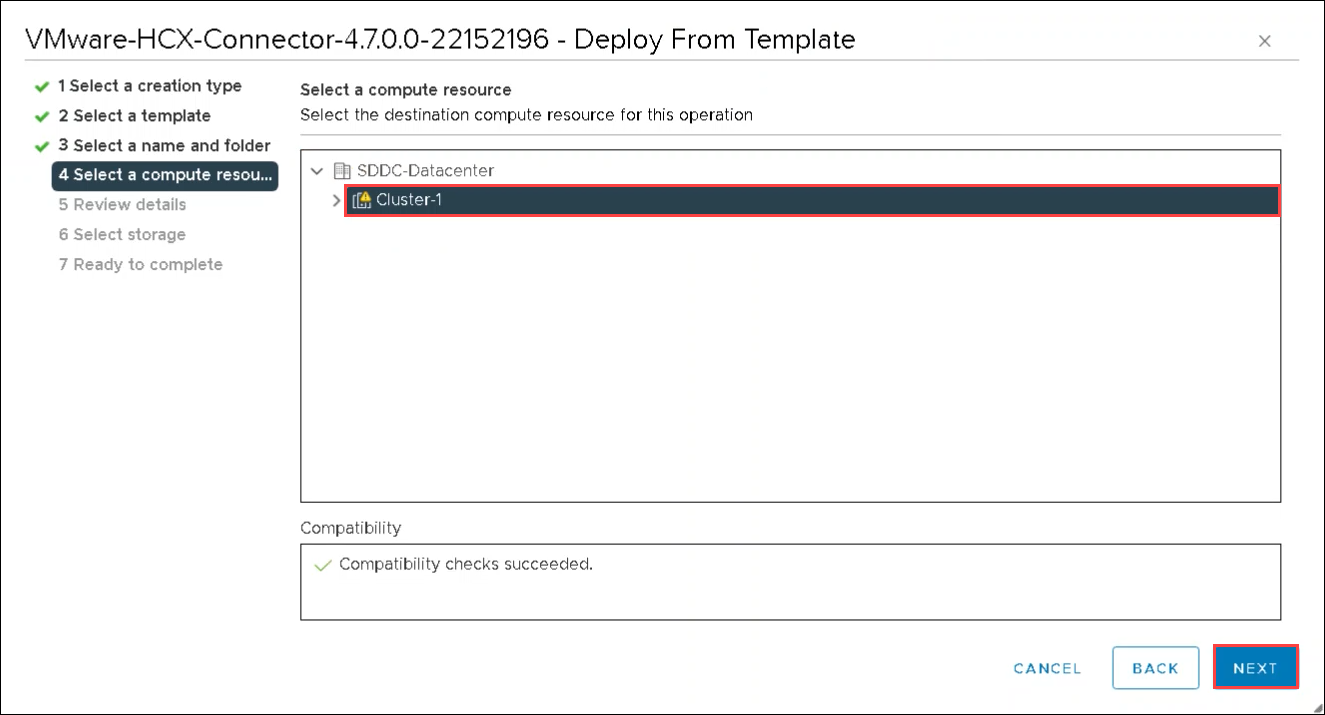 VMware-HCX-Connector-4.7.0.0-22152196 - Deploy From Template
1 Select a creation type
2 Select a template
3 Select a name and folder
4 Select a compute resou...
5 Review details
6 Select storage
7 Ready to complete
Select a compute resource
Select the destination compute resource for this operation
SDDC-Datacenter
Cluster-1
Compatibility
Compatibility checks succeeded.
CANCEL
BACK
NEXT